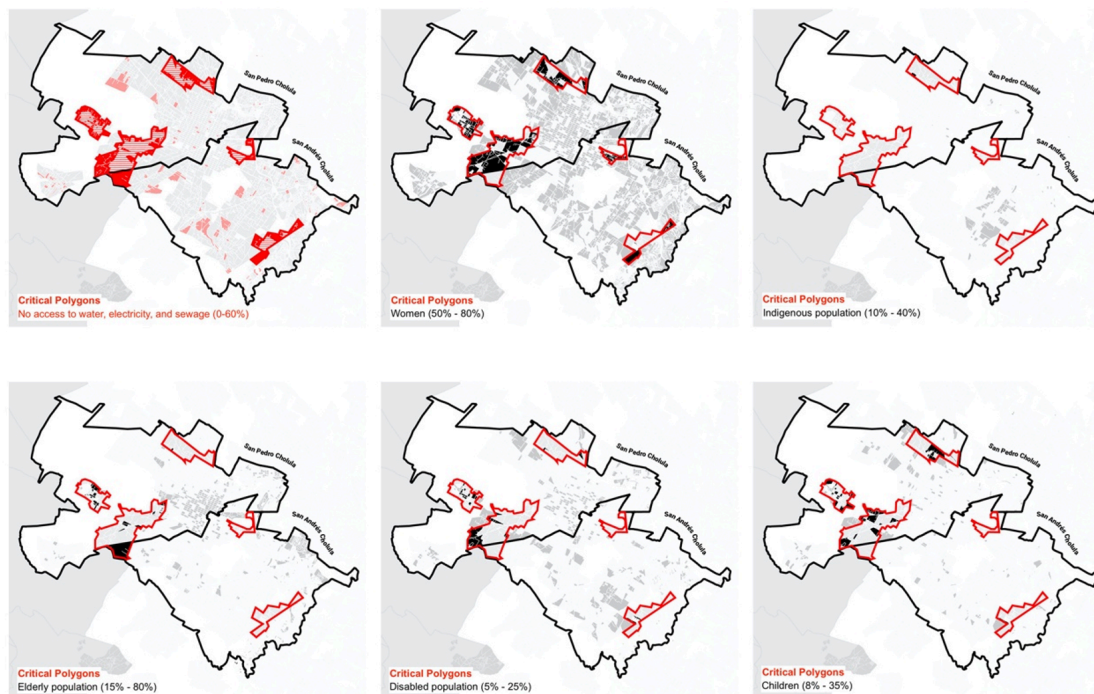 San Pedro Cholula
San Andrés Cholula
Critical Polygons
No access to water, electricity, and sewage (0-60%)
San Pedro Cholula
San Andrés Cholula
Critical Polygons
Women (50% - 80%)
San Pedro Cholula
San Andrés Cholula
Critical Polygons
Indigenous population (10% - 40%)
San Pedro Cholula
San Andrés Cholula
Critical Polygons
Elderly population (15% - 80%)
San Pedro Cholula
San Andrés Cholula
Critical Polygons
Disabled population (5% - 25%)
San Pedro Cholula
San Andrés Cholula
Critical Polygons
Children (8% - 35%)